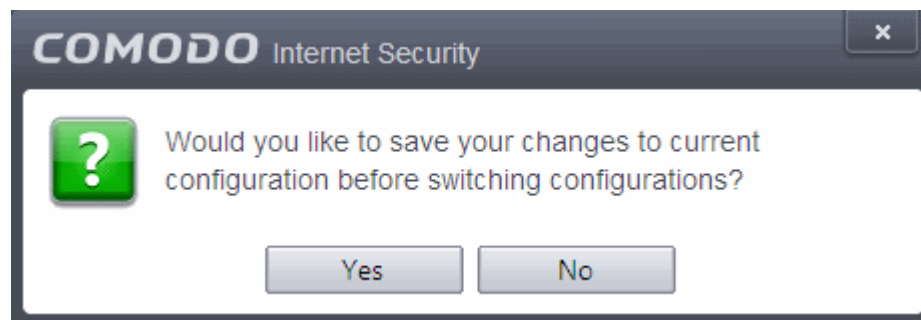 COMODO Internet Security
Would you like to save your changes to current
configuration before switching configurations?
Yes
No